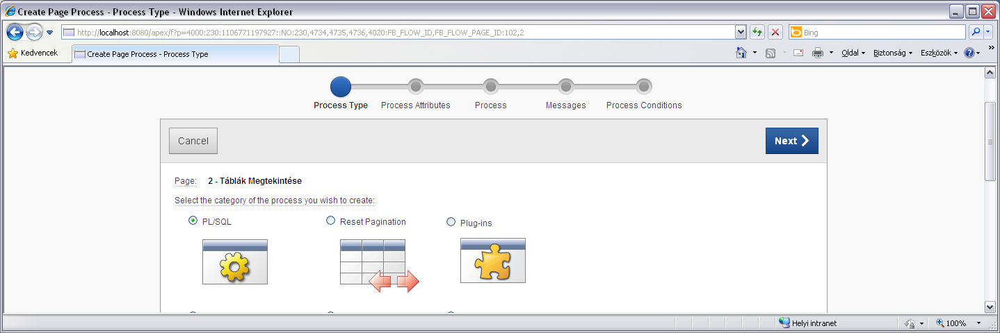 Create Page Process - Process Type - Windows Internet Explorer
http://localhost:8080/apex/f?p=4000:230:1106771197927::NO:230,4734,4735,4736,4020:FB_FLOW_ID,FB_FLOW_PAGE_ID:102,2
Bing
Kedvencek
Create Page Process - Process Type
Oldal
Biztonság
Eszközök
Process Type
Process Attributes
Process
Messages
Process Conditions
Cancel
Next
Page: 2 - Táblák Megtekintése
Select the category of the process you wish to create:
PL/SQL
Reset Pagination
Plug-ins
Helyi intranet
100%